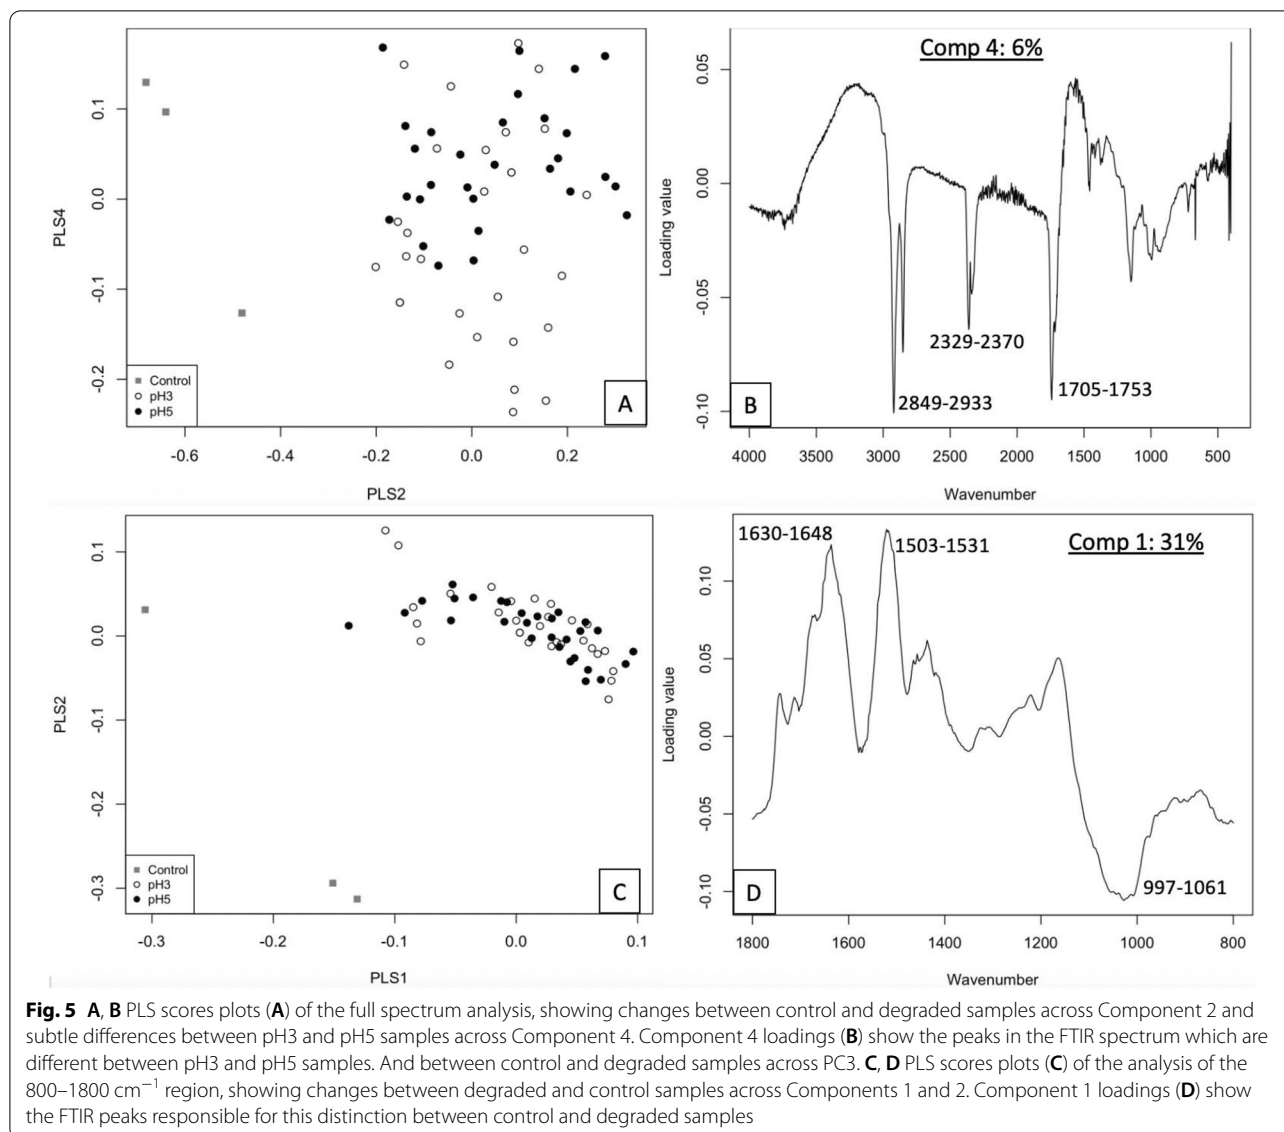 0.1
0.0
-0.1
-0.2
PLS4
Control
pH3
pH5
A
-0.6
-0.4
-0.2
0.0
0.2
PLS2
Comp 4: 6%
0.05
0.00
-0.05
-0.10
Loading value
2329-2370
2849-2933
1705-1753
B
4000
3500
3000
2500
2000
1500
1000
500
Wavenumber
0.1
0.0
-0.1
-0.2
-0.3
PLS2
Control
pH3
pH5
C
-0.3
-0.2
-0.1
0.0
0.1
PLS1
1630-1648
1503-1531
Comp 1: 31%
0.10
0.05
0.00
-0.05
-0.10
Loading value
997-1061
D
1800
1600
1400
1200
1000
800
Wavenumber
Fig. 5 A, B PLS scores plots (A) of the full spectrum analysis, showing changes between control and degraded samples across Component 2 and
subtle differences between pH3 and pH5 samples across Component 4. Component 4 loadings (B) show the peaks in the FTIR spectrum which are
different between pH3 and pH5 samples. And between control and degraded samples across PC3. C, D PLS scores plots (C) of the analysis of the
800–1800 cm⁻¹ region, showing changes between degraded and control samples across Components 1 and 2. Component 1 loadings (D) show
the FTIR peaks responsible for this distinction between control and degraded samples